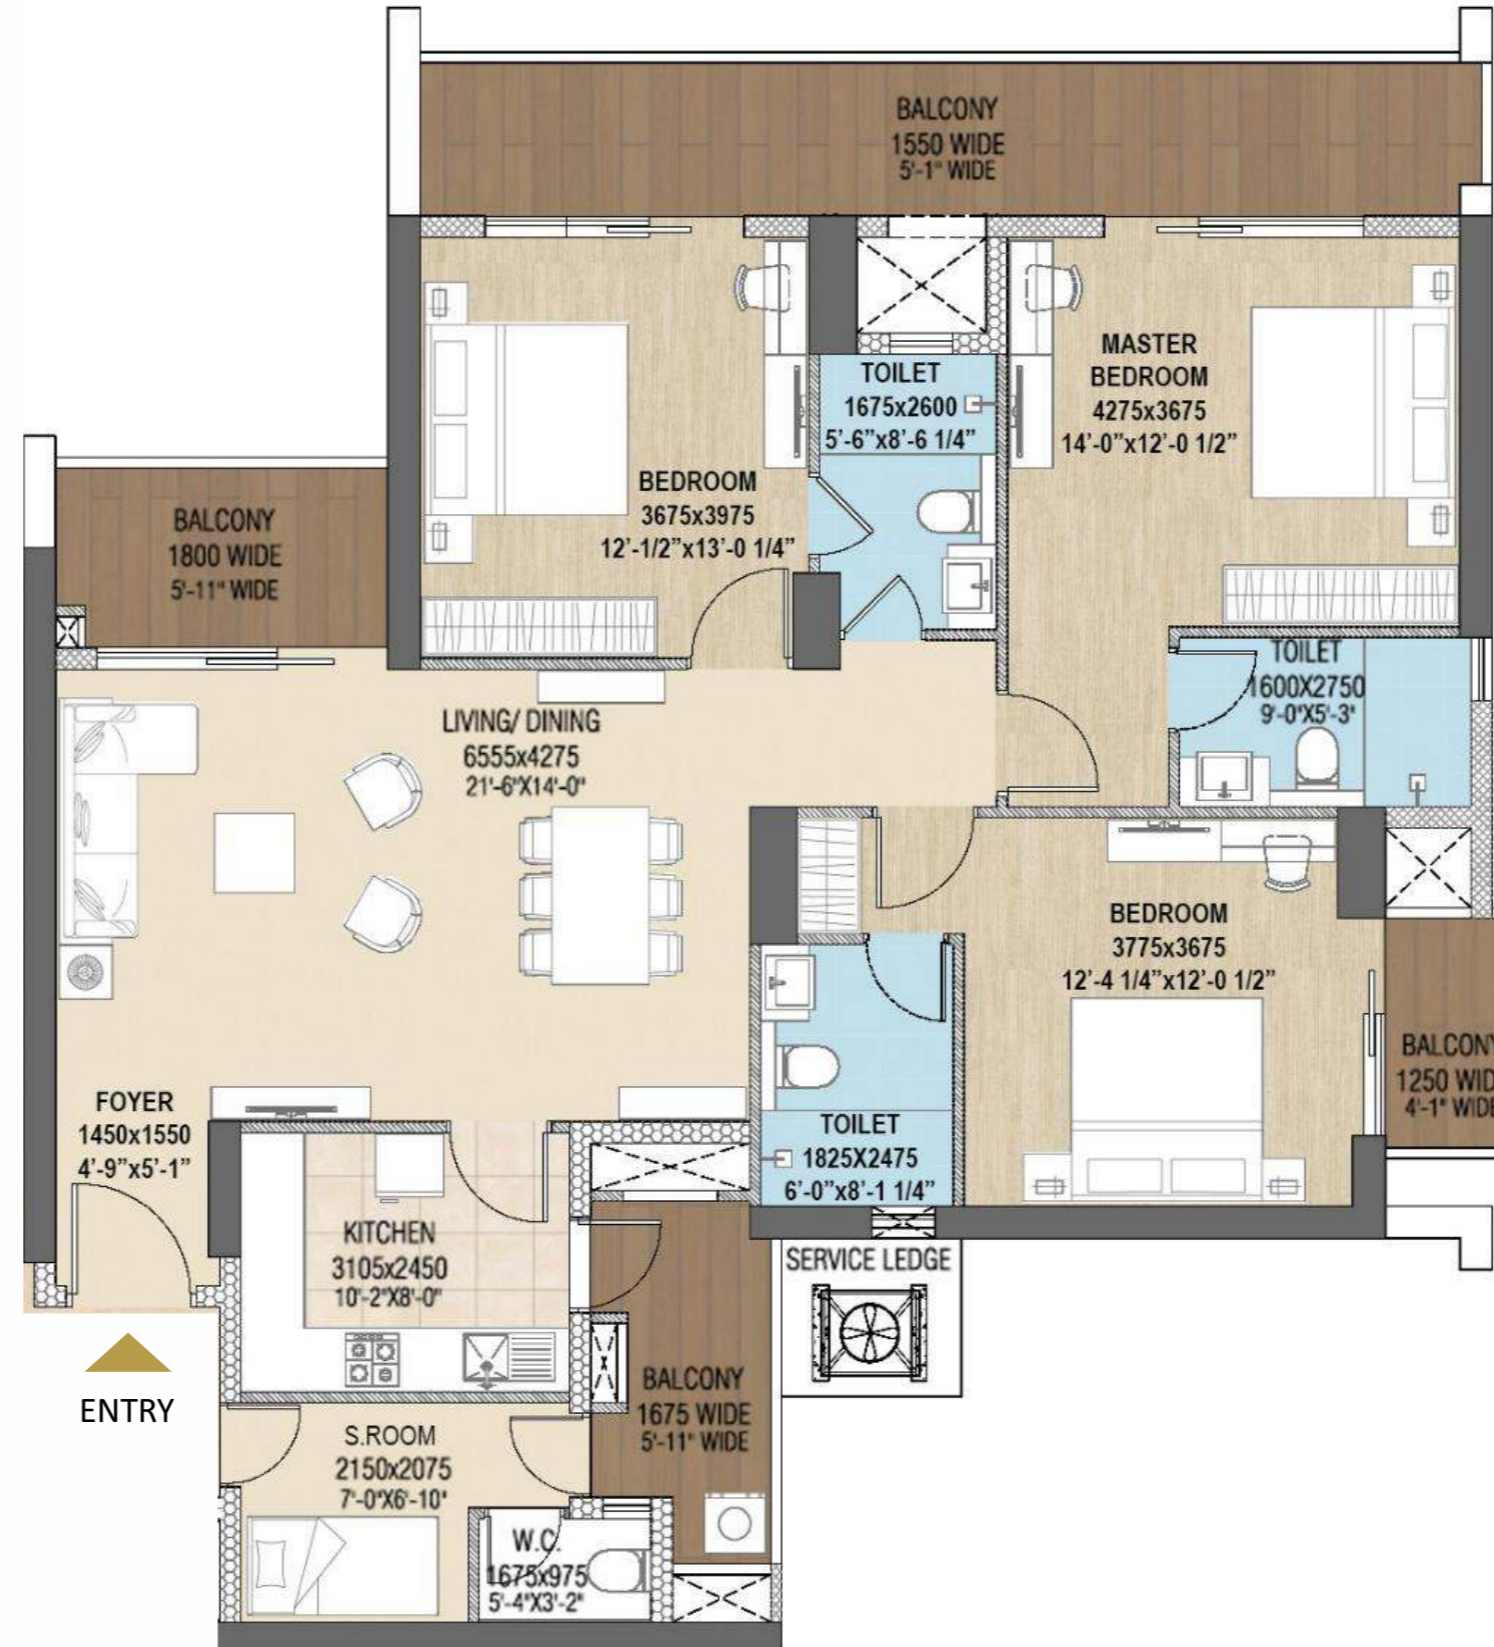 BALCONY
1550 WIDE
5'-1" WIDE
MASTER
BEDROOM
4275x3675
14'-0"x12'-0 1/2"
TOILET
1675x2600
5'-6"x8'-6 1/4"
BEDROOM
3675x3975
12'-1/2"x13'-0 1/4"
BALCONY
1800 WIDE
5'-11" WIDE
TOILET
1600X2750
9'-0"X5'-3"
LIVING/ DINING
6555x4275
21'-6"X14'-0"
BEDROOM
3775x3675
12'-4 1/4"x12'-0 1/2"
BALCONY
1250 WID
4'-1" WIDE
FOYER
1450x1550
4'-9"x5'-1"
TOILET
1825X2475
6'-0"x8'-1 1/4"
KITCHEN
3105x2450
10'-2"X8'-0"
SERVICE LEDGE
BALCONY
1675 WIDE
5'-11" WIDE
ENTRY
S.ROOM
2150x2075
7'-0"X6'-10"
W.C.
1675x975
5'-4"X3'-2"